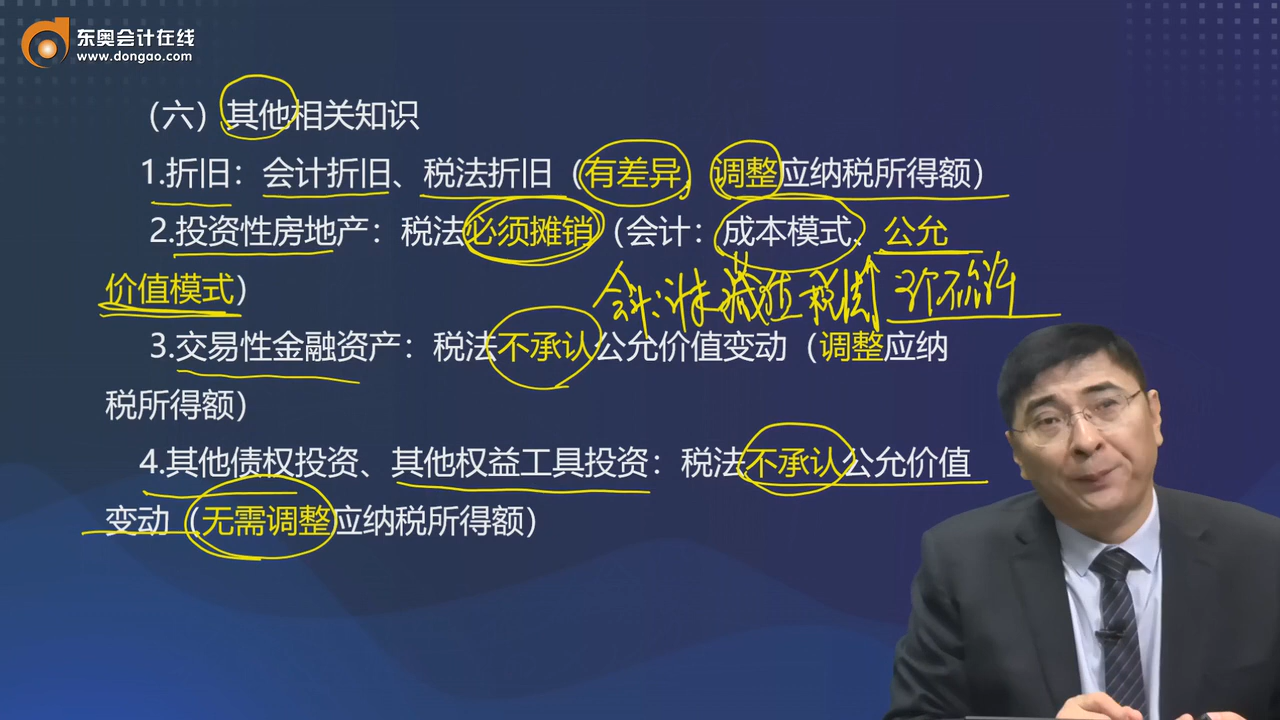 东奥会计在线
www.dongao.com
（六）其他相关知识
1.折旧：会计折旧、税法折旧（有差异，调整应纳税所得额）
2.投资性房地产：税法必须摊销（会计：成本模式、公允
价值模式）
3.交易性金融资产：税法不承认公允价值变动（调整应纳
税所得额）
4.其他债权投资、其他权益工具投资：税法不承认公允价值
变动（无需调整应纳税所得额）